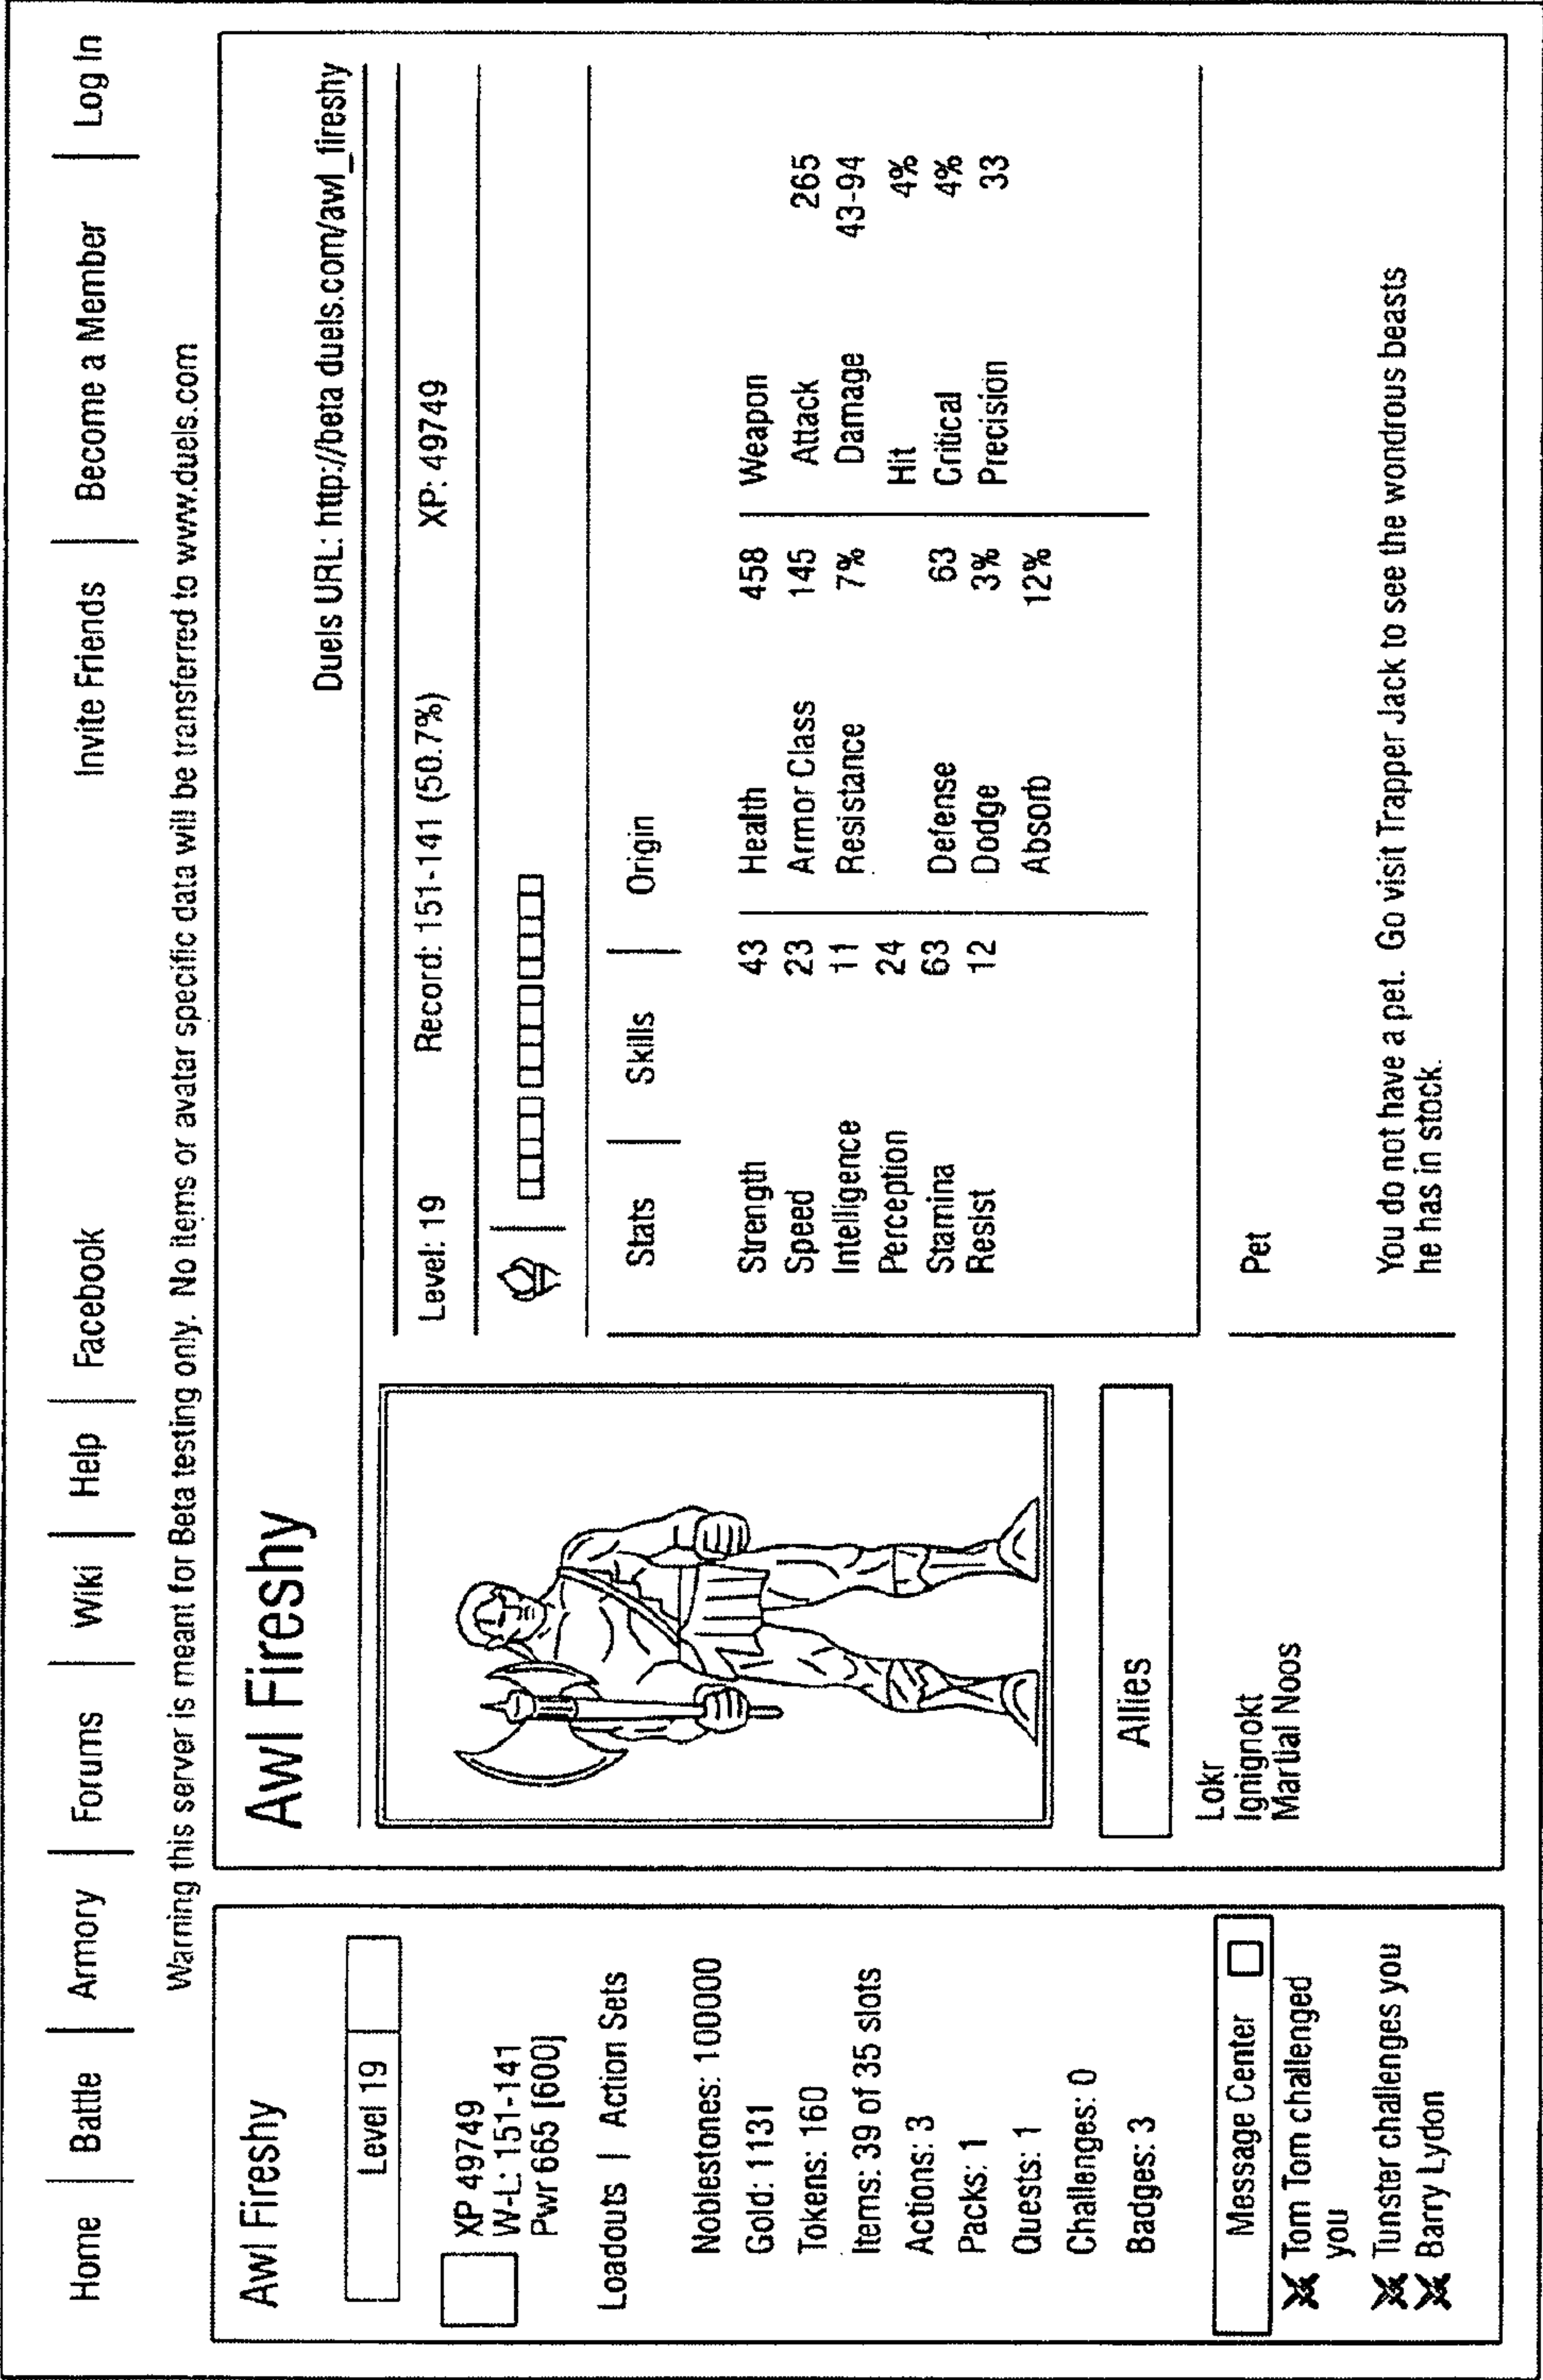 Home | Battle | Armory | Forums | Wiki | Help | Facebook Invite Friends | Become a Member | Log In
Warning this server is meant for Beta testing only. No items or avatar specific data will be transferred to www.duels.com
Awl Fireshy
Level 19
XP 49749
W-L: 151-141
Pwr 665 [600]
Loadouts | Action Sets
Noblestones: 100000
Gold: 1131
Tokens: 160
Items: 39 of 35 slots
Actions: 3
Packs: 1
Quests: 1
Challenges: 0
Badges: 3
Message Center
Tom Tom challenged
you
Tunster challenges you
Barry Lydon
Awl Fireshy
Duels URL: http://beta duels.com/awl_fireshy
Allies
Lokr
Ignignokt
Martial Noos
Level: 19 Record: 151-141 (50.7%) XP: 49749
Stats | Skills | Origin
Strength 43
Speed 23
Intelligence 11
Perception 24
Stamina 63
Resist 12
Health 458
Armor Class 145
Resistance 7%
Defense 63
Dodge 3%
Absorb 12%
Weapon
Attack 265
Damage 43-94
Hit 4%
Critical 4%
Precision 33
Pet
You do not have a pet. Go visit Trapper Jack to see the wondrous beasts
he has in stock.